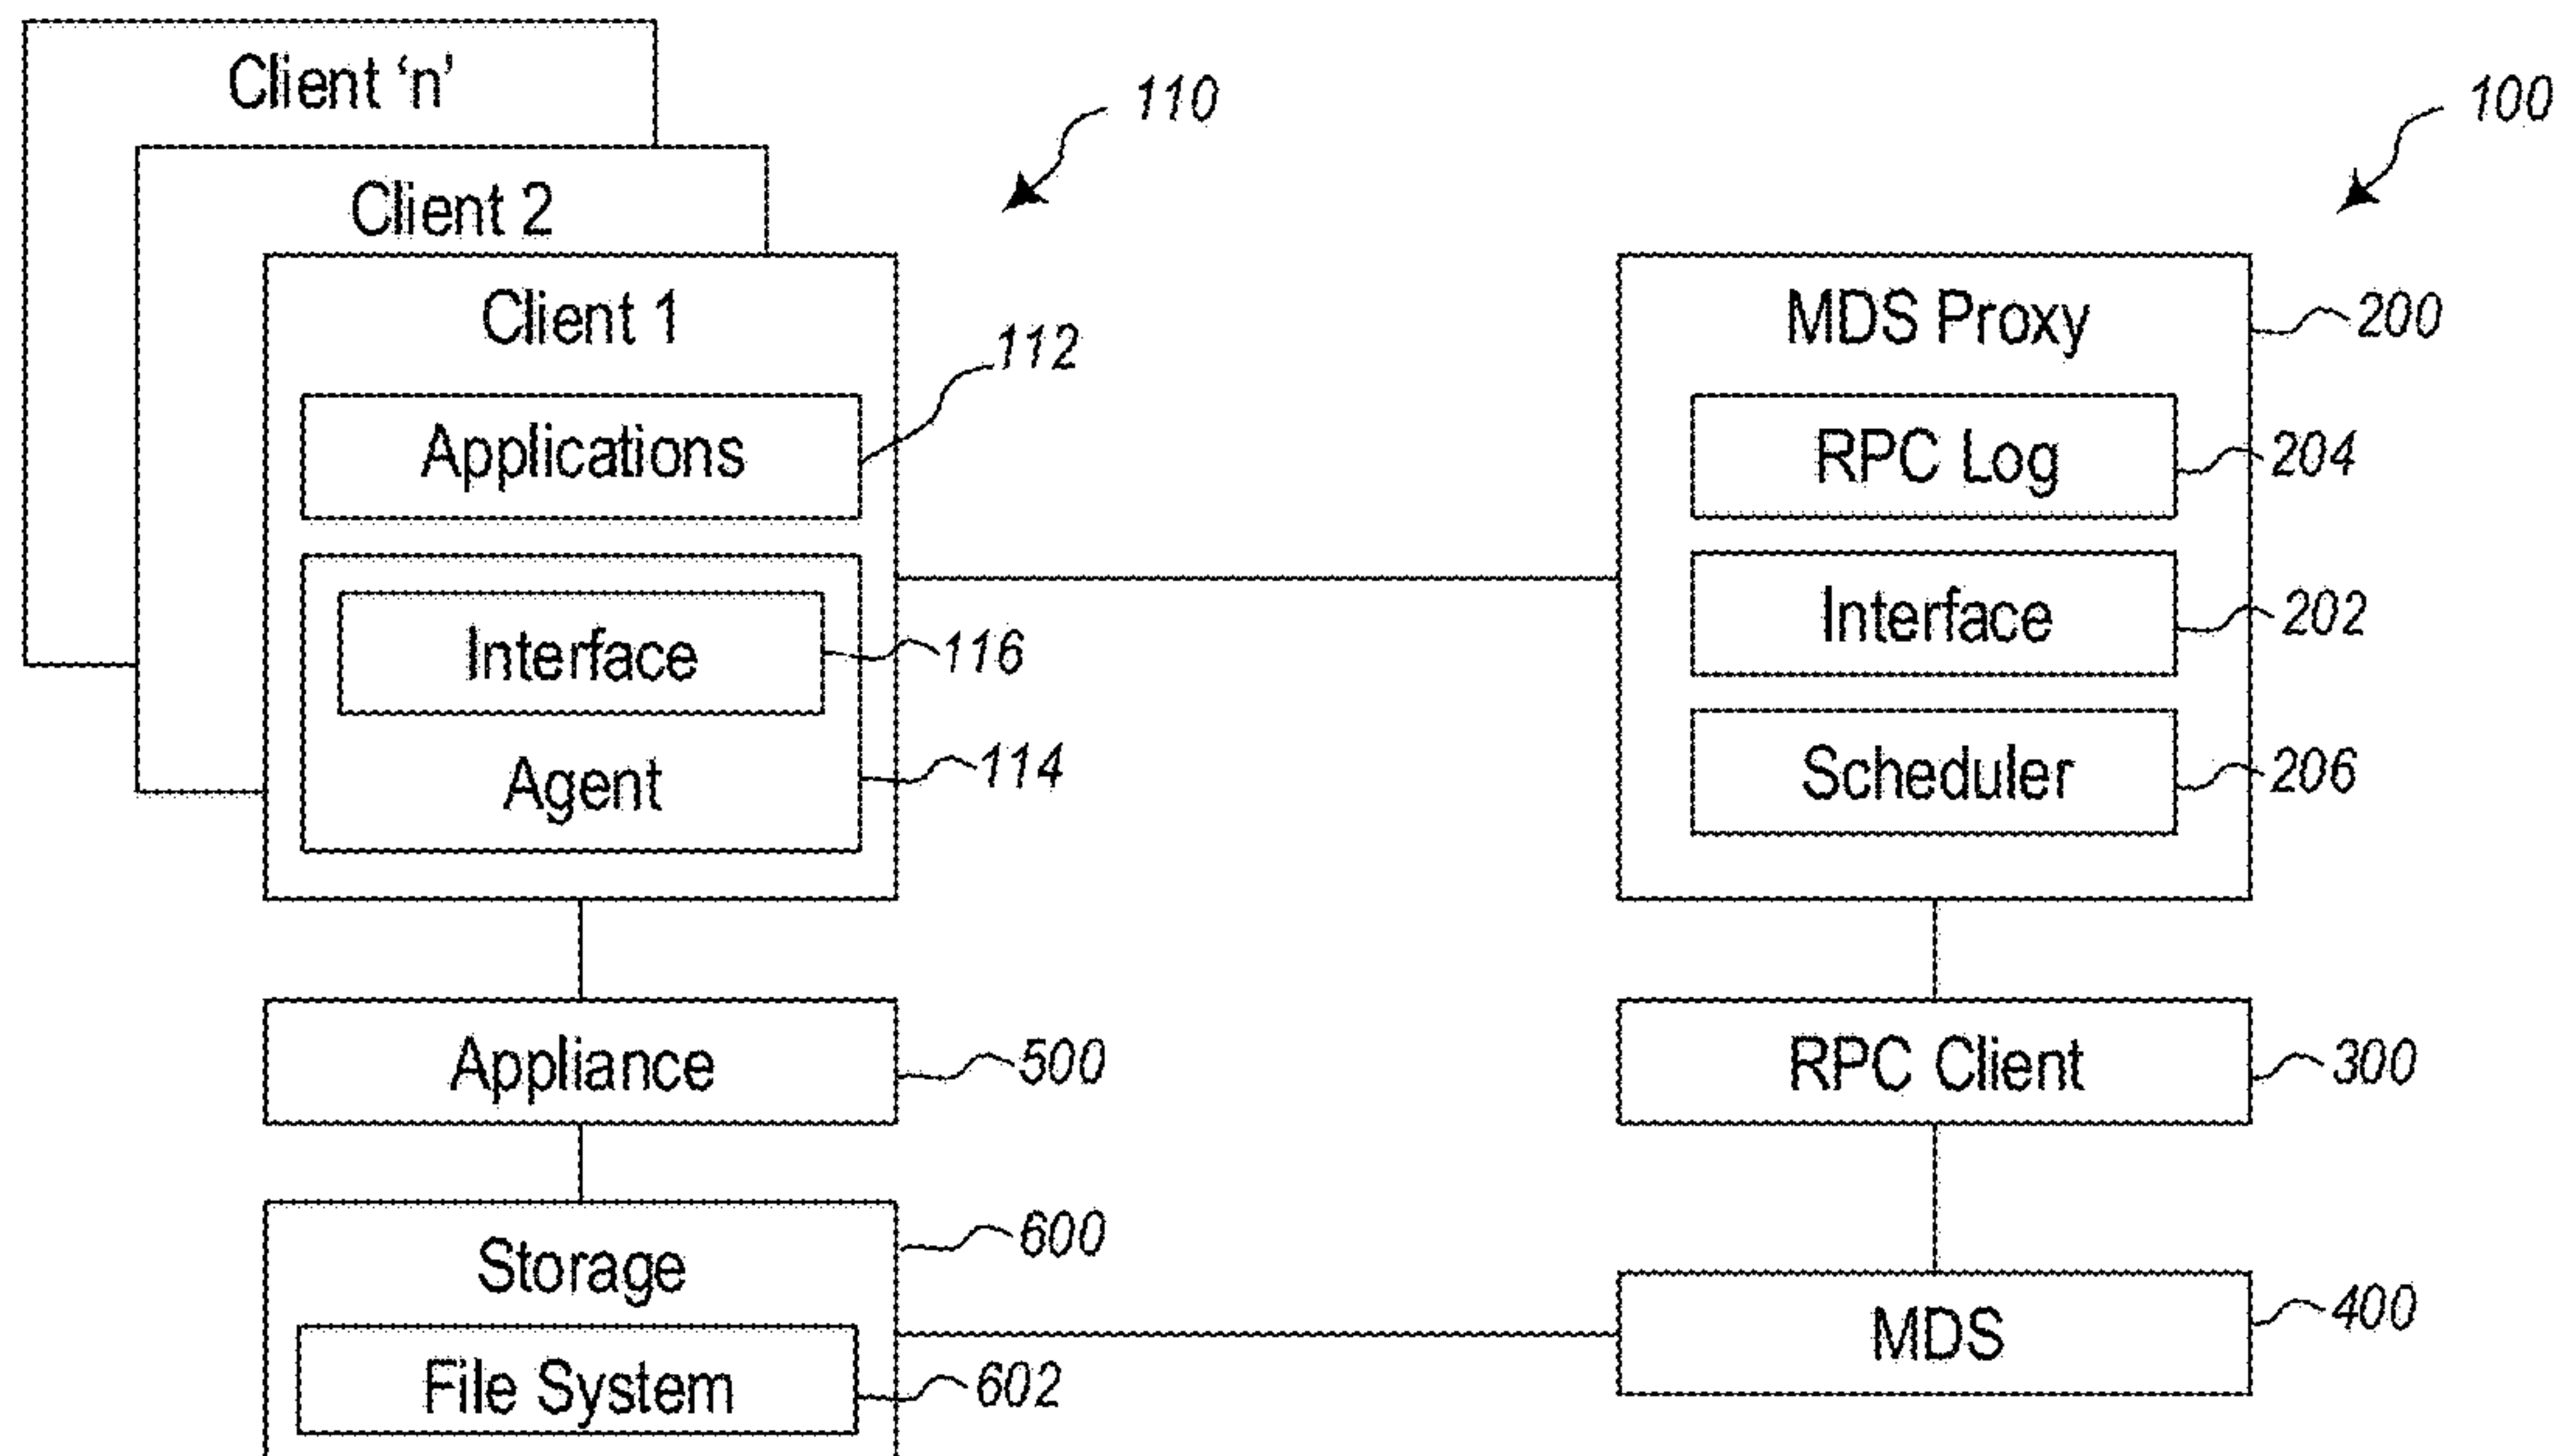 Client 'n'
110
100
Client 2
Client 1
MDS Proxy
200
112
Applications
RPC Log
204
Interface
116
Interface
202
Agent
114
Scheduler
206
Appliance
500
RPC Client
300
Storage
600
MDS
400
File System
602